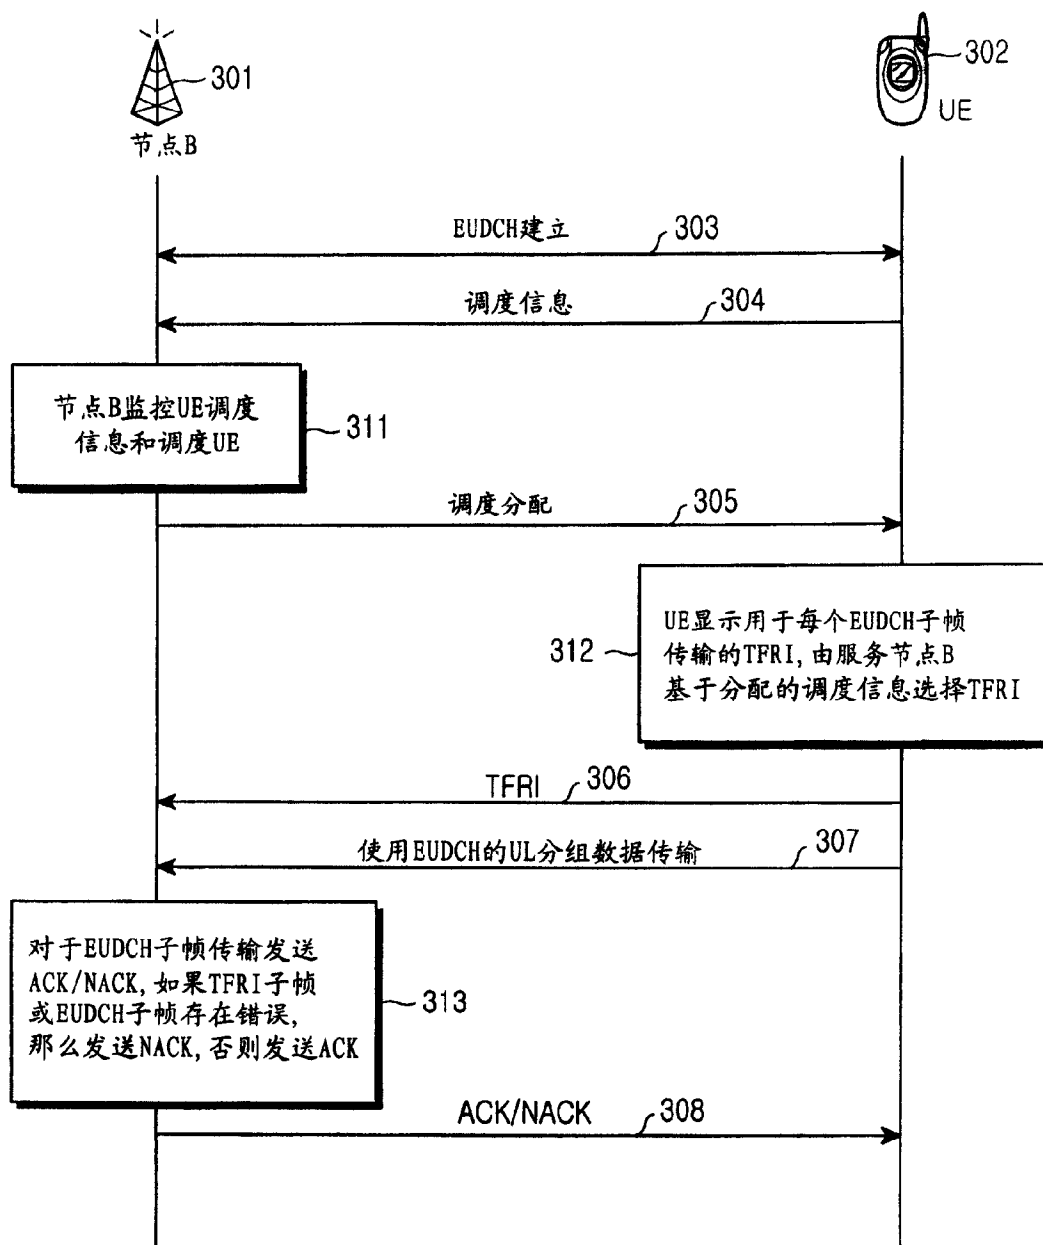 301
302
节点B
UE
EUDCH建立
303
调度信息
304
节点B监控UE调度
信息和调度UE
311
调度分配
305
UE显示用于每个EUDCH子帧
传输的TFRI,由服务节点B
基于分配的调度信息选择TFRI
312
TFRI
306
使用EUDCH的UL分组数据传输
307
对于EUDCH子帧传输发送
ACK/NACK,如果TFRI子帧
或EUDCH子帧存在错误,
那么发送NACK,否则发送ACK
313
ACK/NACK
308